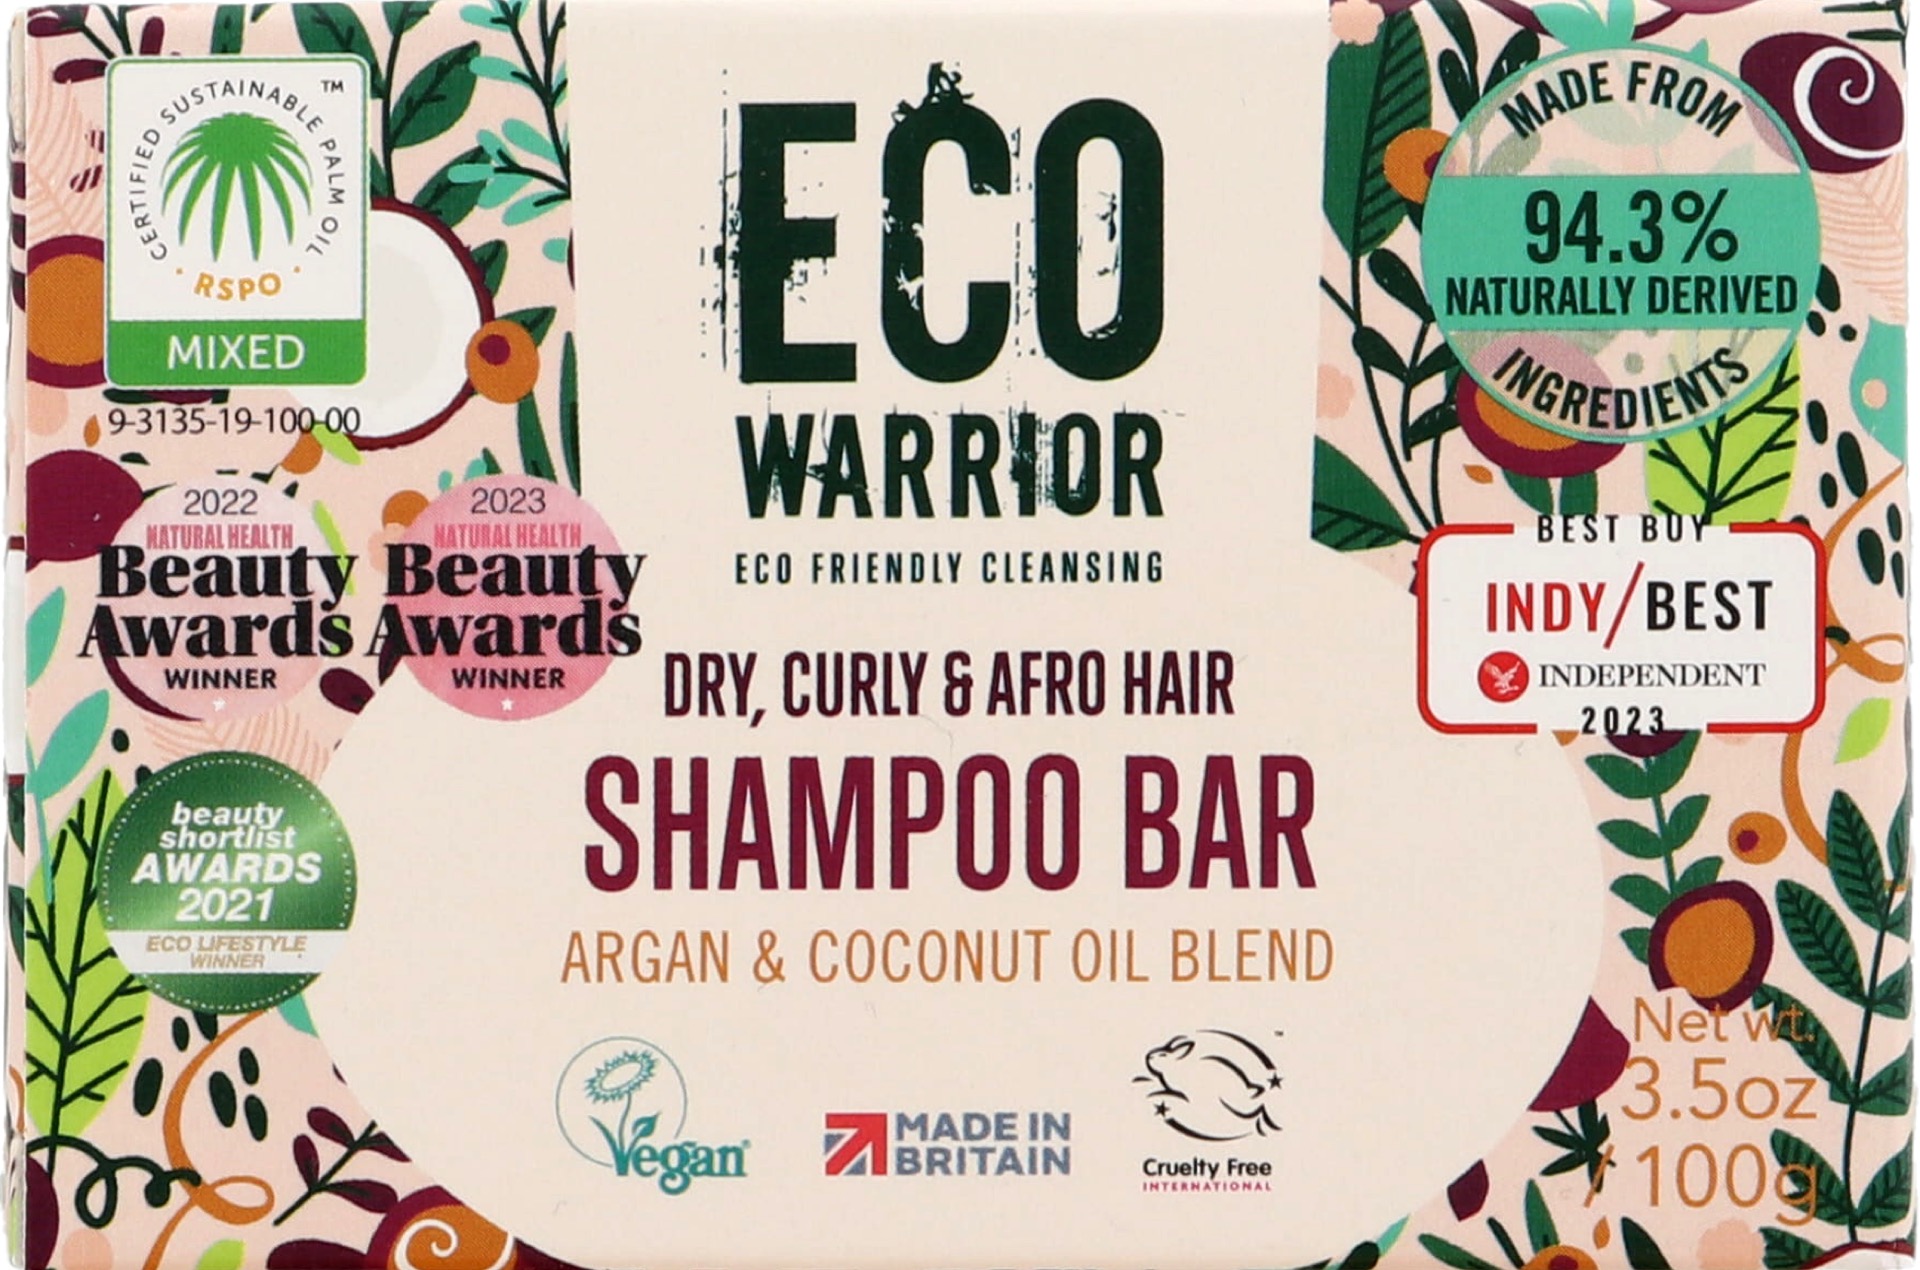 CERTIFIED SUSTAINABLE PALM OIL
TM
RSPO
MIXED
9-3135-19-100-00
ECO
WARRIOR
ECO FRIENDLY CLEANSING
MADE FROM
94.3%
NATURALLY DERIVED
INGREDIENTS
2022
NATURAL HEALTH
Beauty
Awards
WINNER
2023
NATURAL HEALTH
Beauty
Awards
WINNER
BEST BUY
INDY/BEST
INDEPENDENT
2023
DRY, CURLY & AFRO HAIR
SHAMPOO BAR
ARGAN & COCONUT OIL BLEND
beauty
shortlist
AWARDS
2021
ECO LIFESTYLE
WINNER
Vegan
MADE IN
BRITAIN
Cruelty Free
INTERNATIONAL
Net wt.
3.5oz
/ 100g